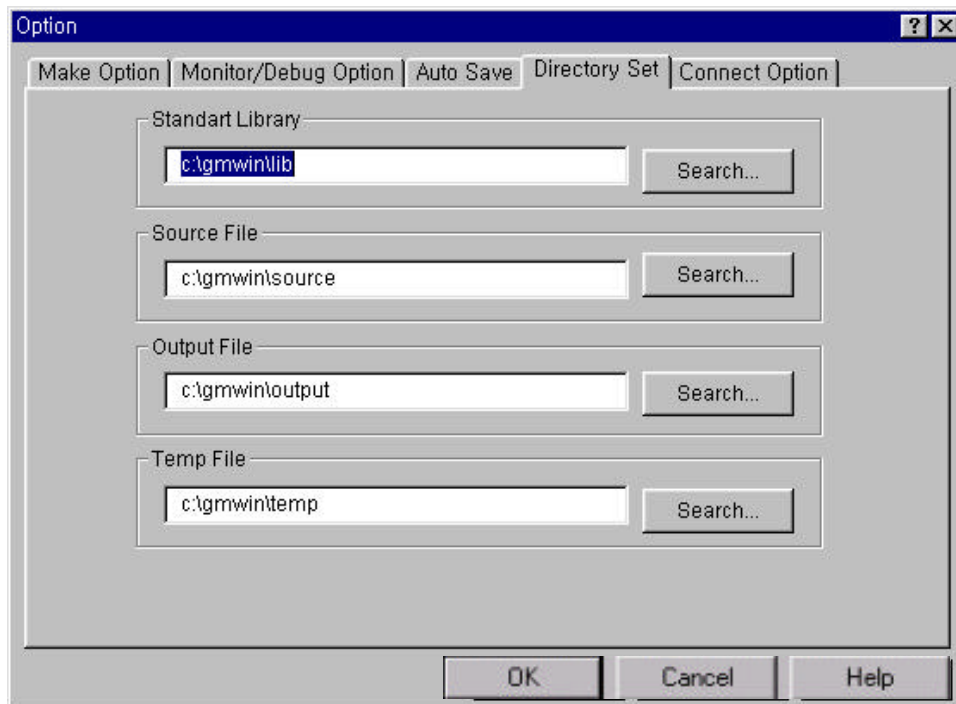 Option
Make Option Monitor/Debug Option Auto Save Directory Set Connect Option
Standart Library
c:\gmwin\lib Search...
Source File
c:\gmwin\source Search...
Output File
c:\gmwin\output Search...
Temp File
c:\gmwin\temp Search...
OK Cancel Help